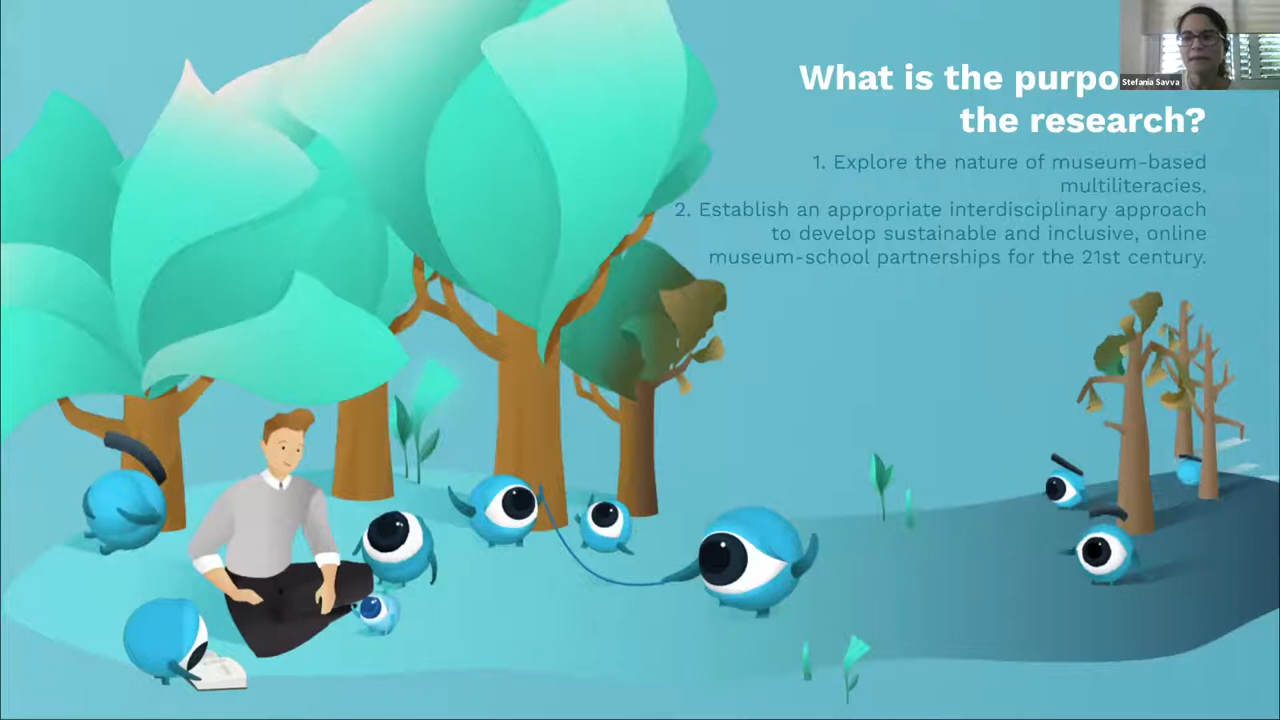 What is the purpo
Stefania Savva
the research?
1. Explore the nature of museum-based
multiliteracies.
2. Establish an appropriate interdisciplinary approach
to develop sustainable and inclusive, online
museum-school partnerships for the 21st century.